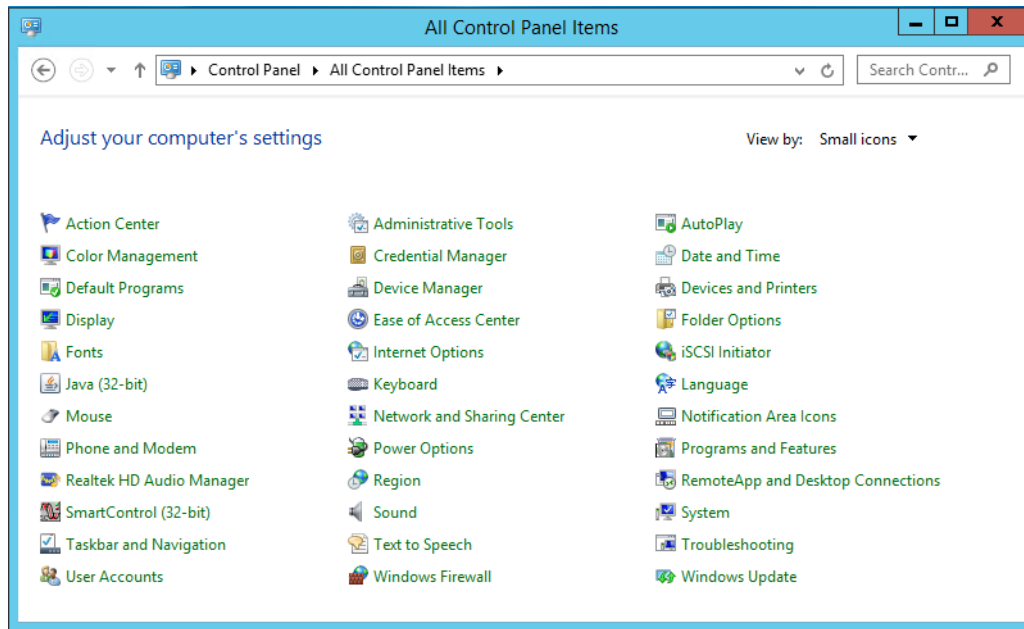 All Control Panel Items
Control Panel All Control Panel Items
Search Contr...
Adjust your computer's settings
View by: Small icons
Action Center Administrative Tools AutoPlay
Color Management Credential Manager Date and Time
Default Programs Device Manager Devices and Printers
Display Ease of Access Center Folder Options
Fonts Internet Options iSCSI Initiator
Java (32-bit) Keyboard Language
Mouse Network and Sharing Center Notification Area Icons
Phone and Modem Power Options Programs and Features
Realtek HD Audio Manager Region RemoteApp and Desktop Connections
SmartControl (32-bit) Sound System
Taskbar and Navigation Text to Speech Troubleshooting
User Accounts Windows Firewall Windows Update